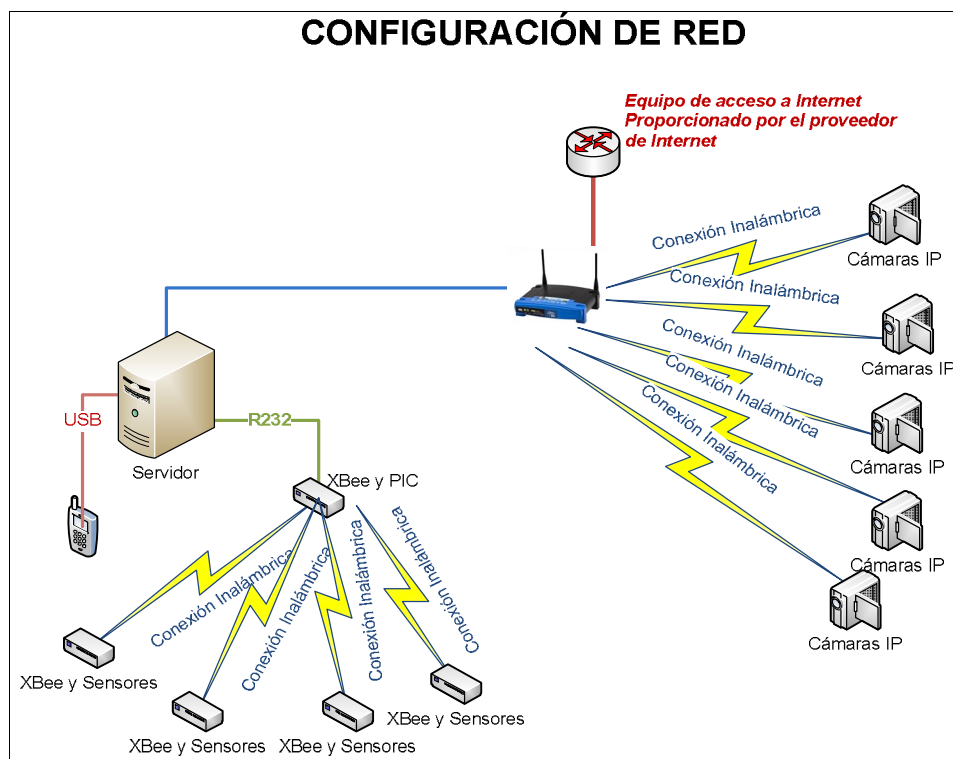 CONFIGURACIÓN DE RED
Equipo de acceso a Internet
Proporcionado por el proveedor
de Internet
Conexión Inalámbrica
Cámaras IP
Conexión Inalámbrica
Cámaras IP
Conexión Inalámbrica
Cámaras IP
Conexión Inalámbrica
Cámaras IP
Conexión Inalámbrica
Cámaras IP
USB
R232
Servidor
XBee y PIC
Conexión Inalámbrica
Conexión Inalámbrica
Conexión Inalámbrica
Conexión Inalámbrica
XBee y Sensores
XBee y Sensores
XBee y Sensores
XBee y Sensores